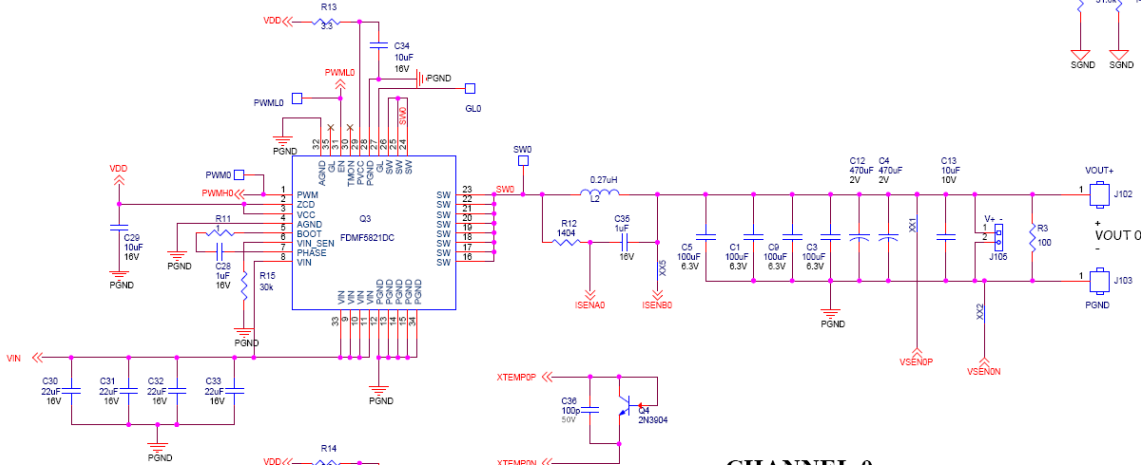 R13
VDD
3.3
C34
10uF
16V
PGND
PWML0
PWML0
GL0
SW0
SGND
SGND
32 35 31 30 29 28 27 26 25 24
AGND GL EN TMON PVCC PGND GL SW SW SW
PGND
VDD
PWM0
PWMH0
1 PWM
2 ZCD
3 VCC
4 AGND
5 BOOT
6 VIN_SEN
7 PHASE
8 VIN
Q3
FDMF5821DC
SW 23
SW 22
SW 21
SW 20
SW 19
SW 18
SW 17
SW 16
C29
10uF
16V
PGND
R11
1
PGND
C28
1uF
16V
R15
30k
PGND
VIN VIN VIN VIN PGND PGND PGND PGND
33 9 10 11 12 13 14 15 34
PGND
SW0
SW0
0.27uH
L2
R12
1404
C35
1uF
16V
XX5
ISENA0
ISENB0
C5
100uF
6.3V
C1
100uF
6.3V
C9
100uF
6.3V
C3
100uF
6.3V
PGND
C12
470uF
2V
C4
470uF
2V
XX1
C13
10uF
10V
V+ -
1
2
J105
R3
100
VOUT+
1 J102
+
VOUT 0
-
1 J103
PGND
XX2
VSEN0P
VSEN0N
VIN
C30
22uF
16V
C31
22uF
16V
C32
22uF
16V
C33
22uF
16V
PGND
XTEMP0P
C36
100p
50V
Q4
2N3904
XTEMP0N
R14
VDD
CHANNEL 0